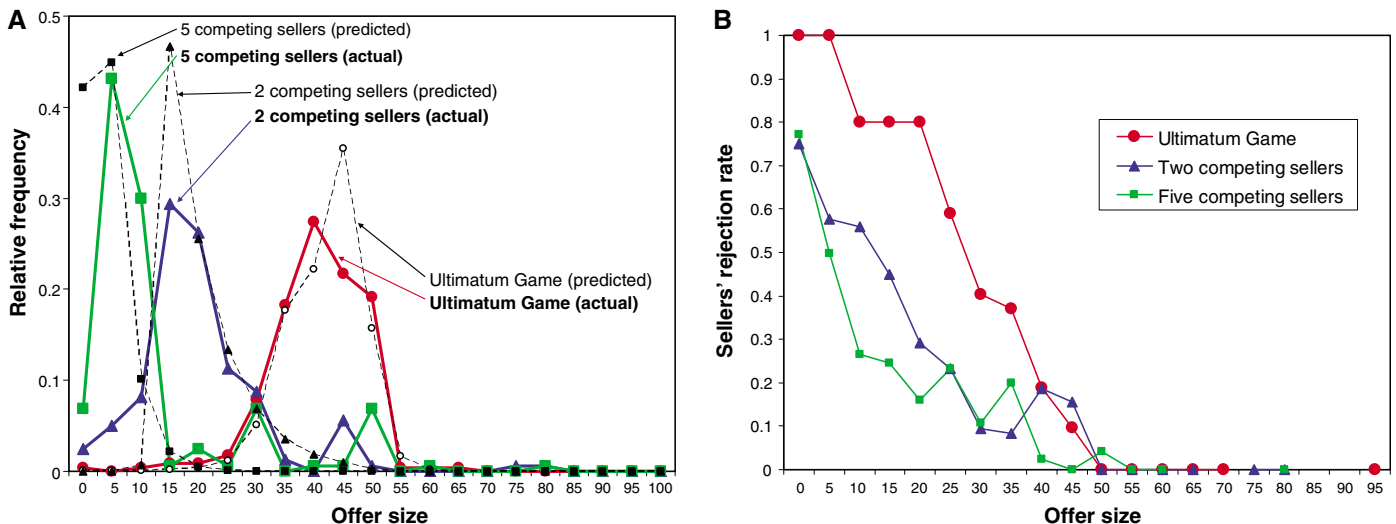 A
0.5
0.4
0.3
0.2
0.1
0
Relative frequency
5 competing sellers (predicted)
5 competing sellers (actual)
2 competing sellers (predicted)
2 competing sellers (actual)
Ultimatum Game (predicted)
Ultimatum Game (actual)
0 5 10 15 20 25 30 35 40 45 50 55 60 65 70 75 80 85 90 95 100
Offer size
B
1
0.9
0.8
0.7
0.6
0.5
0.4
0.3
0.2
0.1
0
Sellers' rejection rate
Ultimatum Game
Two competing sellers
Five competing sellers
0 5 10 15 20 25 30 35 40 45 50 55 60 65 70 75 80 85 90 95
Offer size